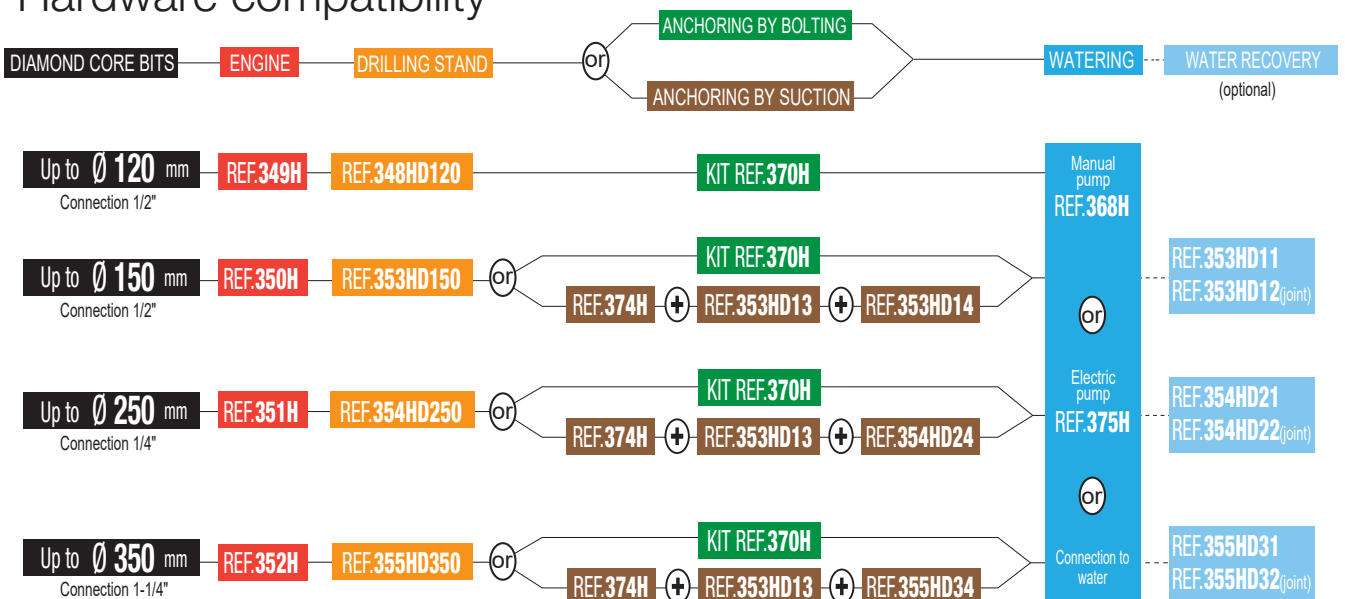 Hardware compatibility
DIAMOND CORE BITS ENGINE DRILLING STAND or ANCHORING BY BOLTING ANCHORING BY SUCTION WATERING WATER RECOVERY
(optional)
Up to Ø 120 mm REF.349H REF.348HD120 KIT REF.370H
Connection 1/2"
Manual
pump
REF.368H
Up to Ø 150 mm REF.350H REF.353HD150 or KIT REF.370H
REF.374H + REF.353HD13 + REF.353HD14
Connection 1/2"
REF.353HD11
REF.353HD12(joint)
or
Up to Ø 250 mm REF.351H REF.354HD250 or KIT REF.370H
REF.374H + REF.353HD13 + REF.354HD24
Connection 1/4"
Electric
pump
REF.375H
REF.354HD21
REF.354HD22(joint)
or
Up to Ø 350 mm REF.352H REF.355HD350 or KIT REF.370H
REF.374H + REF.353HD13 + REF.355HD34
Connection 1-1/4"
Connection to
water
REF.355HD31
REF.355HD32(joint)